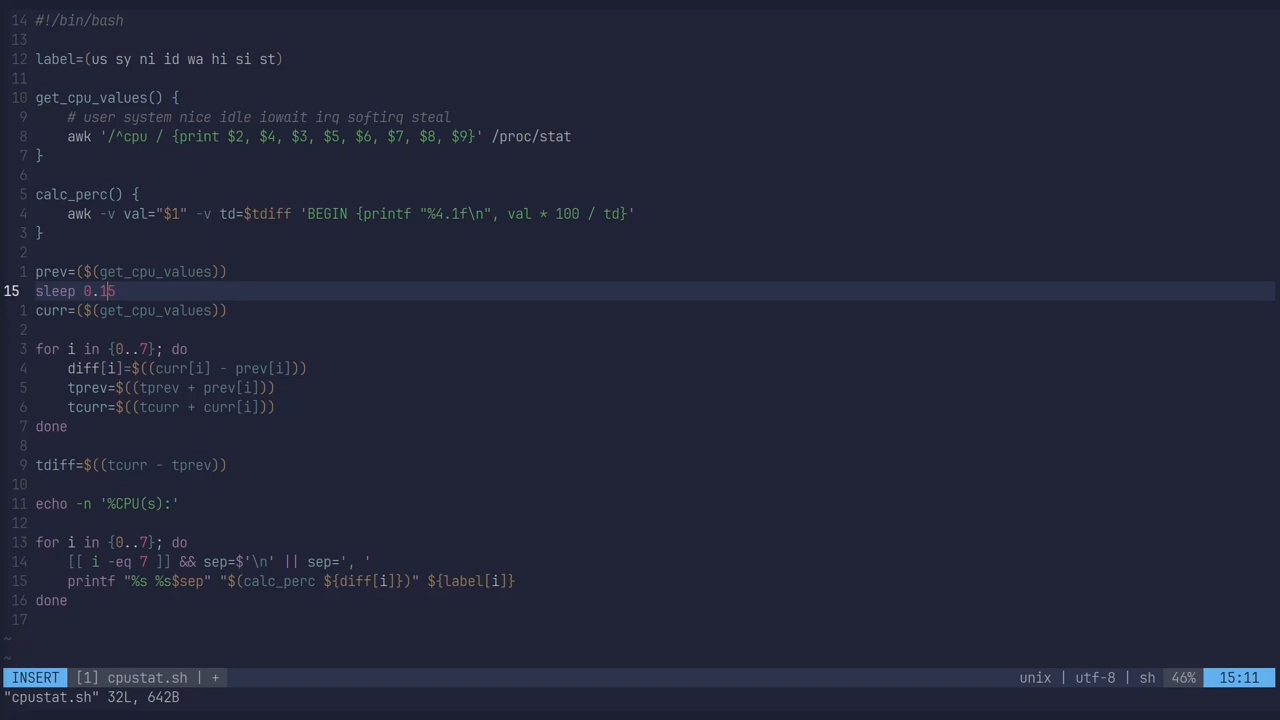 14 #!/bin/bash
13
12 label=(us sy ni id wa hi si st)
11
10 get_cpu_values() {
9     # user system nice idle iowait irq softirq steal
8     awk '/^cpu / {print $2, $4, $3, $5, $6, $7, $8, $9}' /proc/stat
7 }
6
5 calc_perc() {
4     awk -v val="$1" -v td=$tdiff 'BEGIN {printf "%4.1f\n", val * 100 / td}'
3 }
2
1 prev=($(get_cpu_values))
15 sleep 0.15
1 curr=($(get_cpu_values))
2
3 for i in {0..7}; do
4     diff[i]=$((curr[i] - prev[i]))
5     tprev=$((tprev + prev[i]))
6     tcurr=$((tcurr + curr[i]))
7 done
8
9 tdiff=$((tcurr - tprev))
10
11 echo -n '%CPU(s):'
12
13 for i in {0..7}; do
14     [[ i -eq 7 ]] && sep=$'\n' || sep=', '
15     printf "%s %s$sep" "$(calc_perc ${diff[i]})" ${label[i]}
16 done
17
~
~
INSERT [1] cpustat.sh | + unix | utf-8 | sh 46% 15:11
"cpustat.sh" 32L, 642B